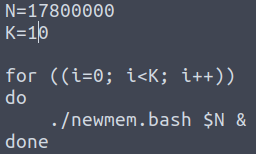 N=17800000
K=10

for ((i=0; i<K; i++))
do
    ./newmem.bash $N &
done